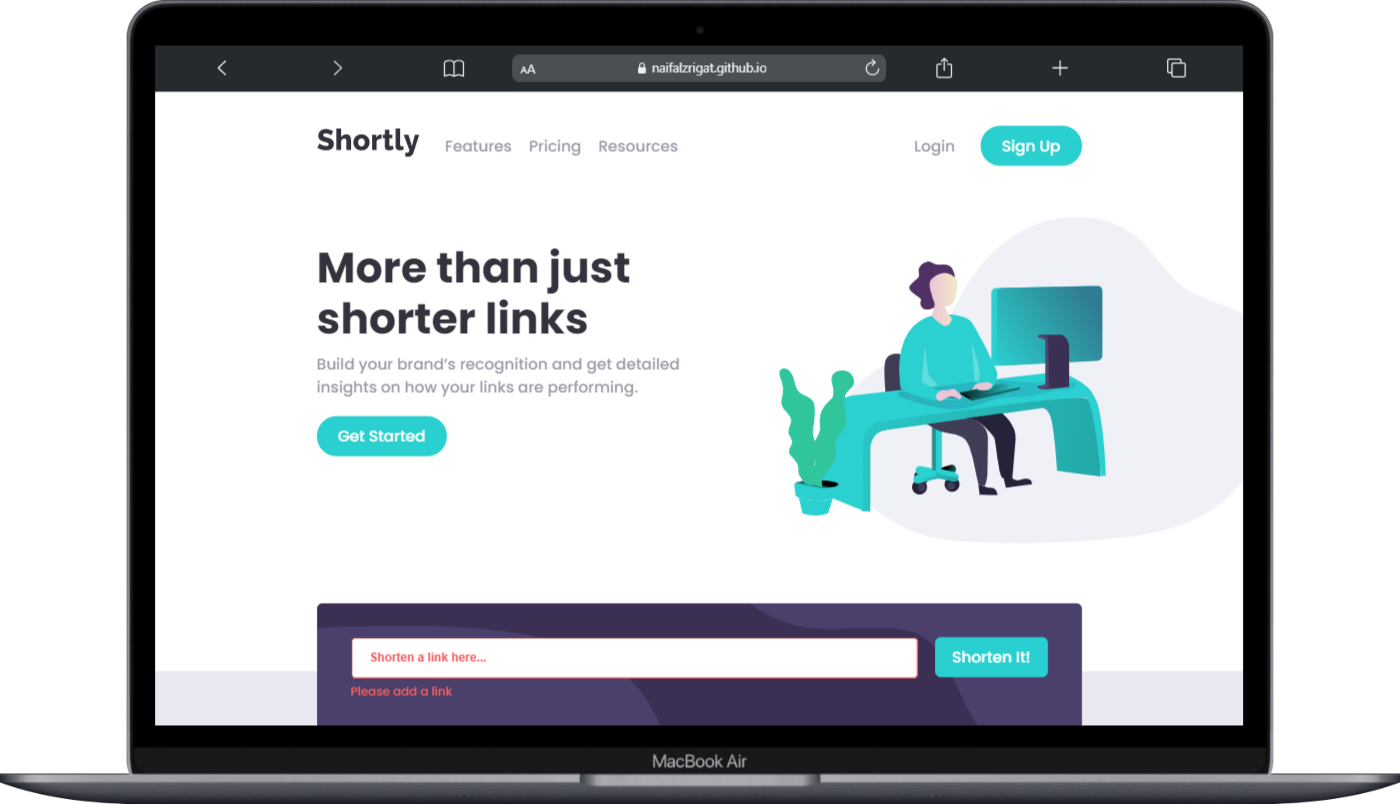 AA
naifalzrigat.github.io
Shortly
Features
Pricing
Resources
Login
Sign Up
More than just
shorter links
Build your brand’s recognition and get detailed
insights on how your links are performing.
Get Started
Shorten a link here...
Shorten It!
Please add a link
MacBook Air